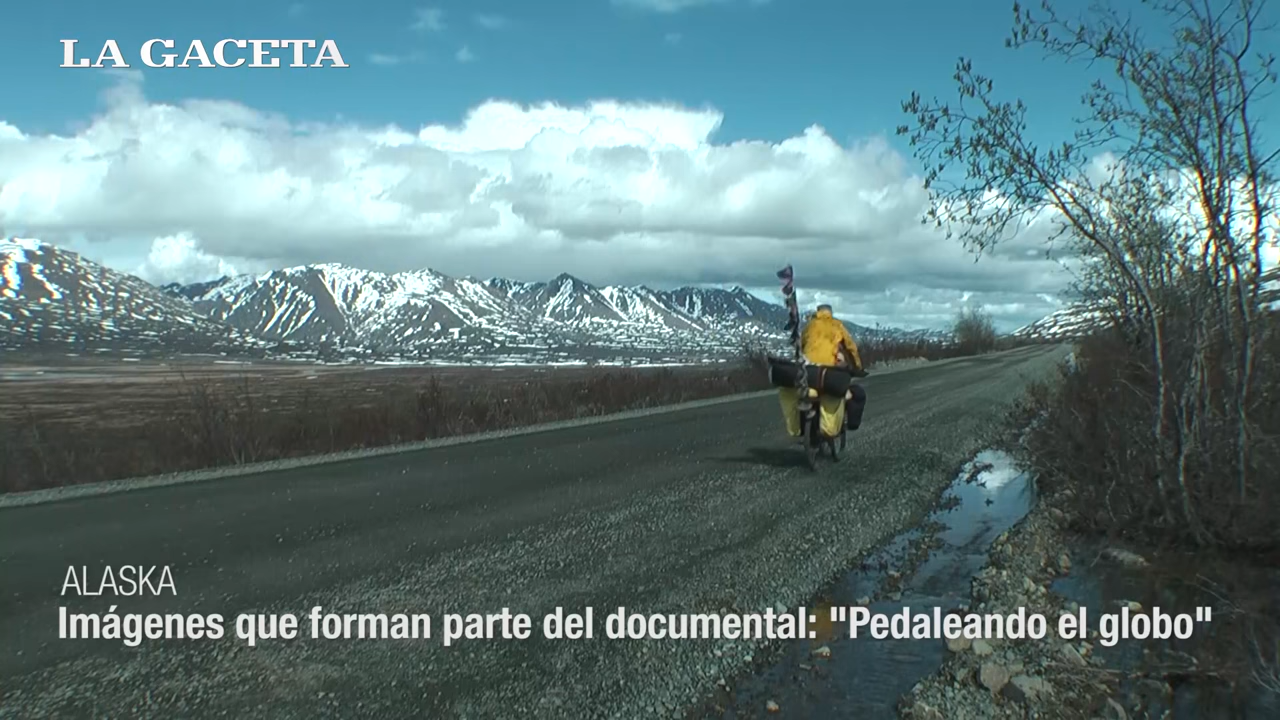 LA GACETA
ALASKA
Imágenes que forman parte del documental: "Pedaleando el globo"